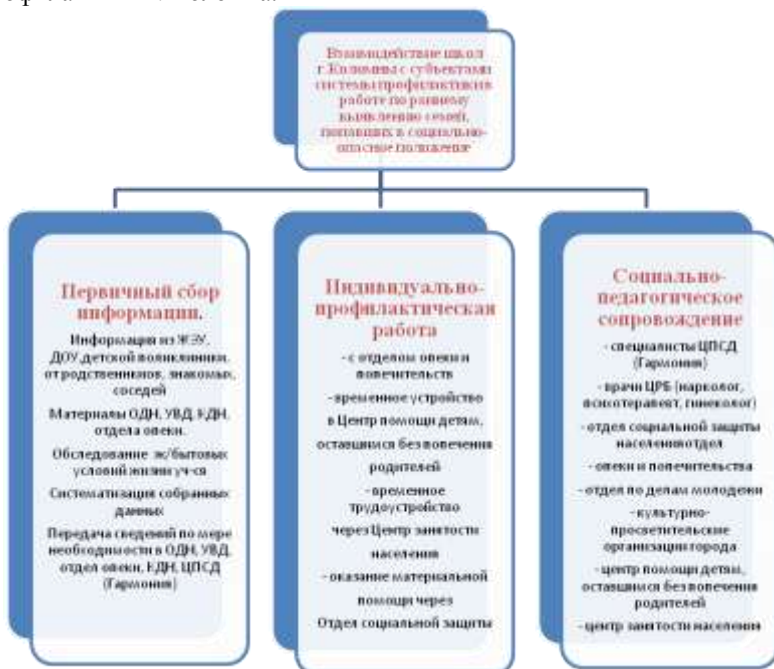 Взаимодействие школ
г.Коломны с субъектами
системы профилактики в
работе по раннему
выявлению семей,
попавших в социально-
опасное положение
Первичный сбор
информации.
Информация из ЖЭУ,
ДОУ,детской поликлиники,
от родственников, знакомых,
соседей
Материалы ОДН, УВД, КДН,
отдела опеки.
Обследование ж/бытовых
условий жизни уч-ся
Систематизация собранных
данных
Передача сведений по мере
необходимости в ОДН, УВД,
отдел опеки, КДН, ЦПСД
(Гармония)
Индивидуально-
профилактическая
работа
- с отделом опеки и
попечительств
-временное устройство
в Центр помощи детям,
оставшимся без попечения
родителей
- временное
трудоустройство
через Центр занятости
населения
- оказание материальной
помощи через
Отдел социальной защиты
Социально-
педагогическое
сопровождение
- специалисты ЦПСД
(Гармония)
- врачи ЦРБ (нарколог,
психотерапевт, гинеколог)
- отдел социальной защиты
населенияотдел
- опеки и попечительства
- отдел по делам молодежи
- культурно-
просветительские
организации города
- центр помощи детям,
оставшимся без попечения
родителей
- центр занятости населения